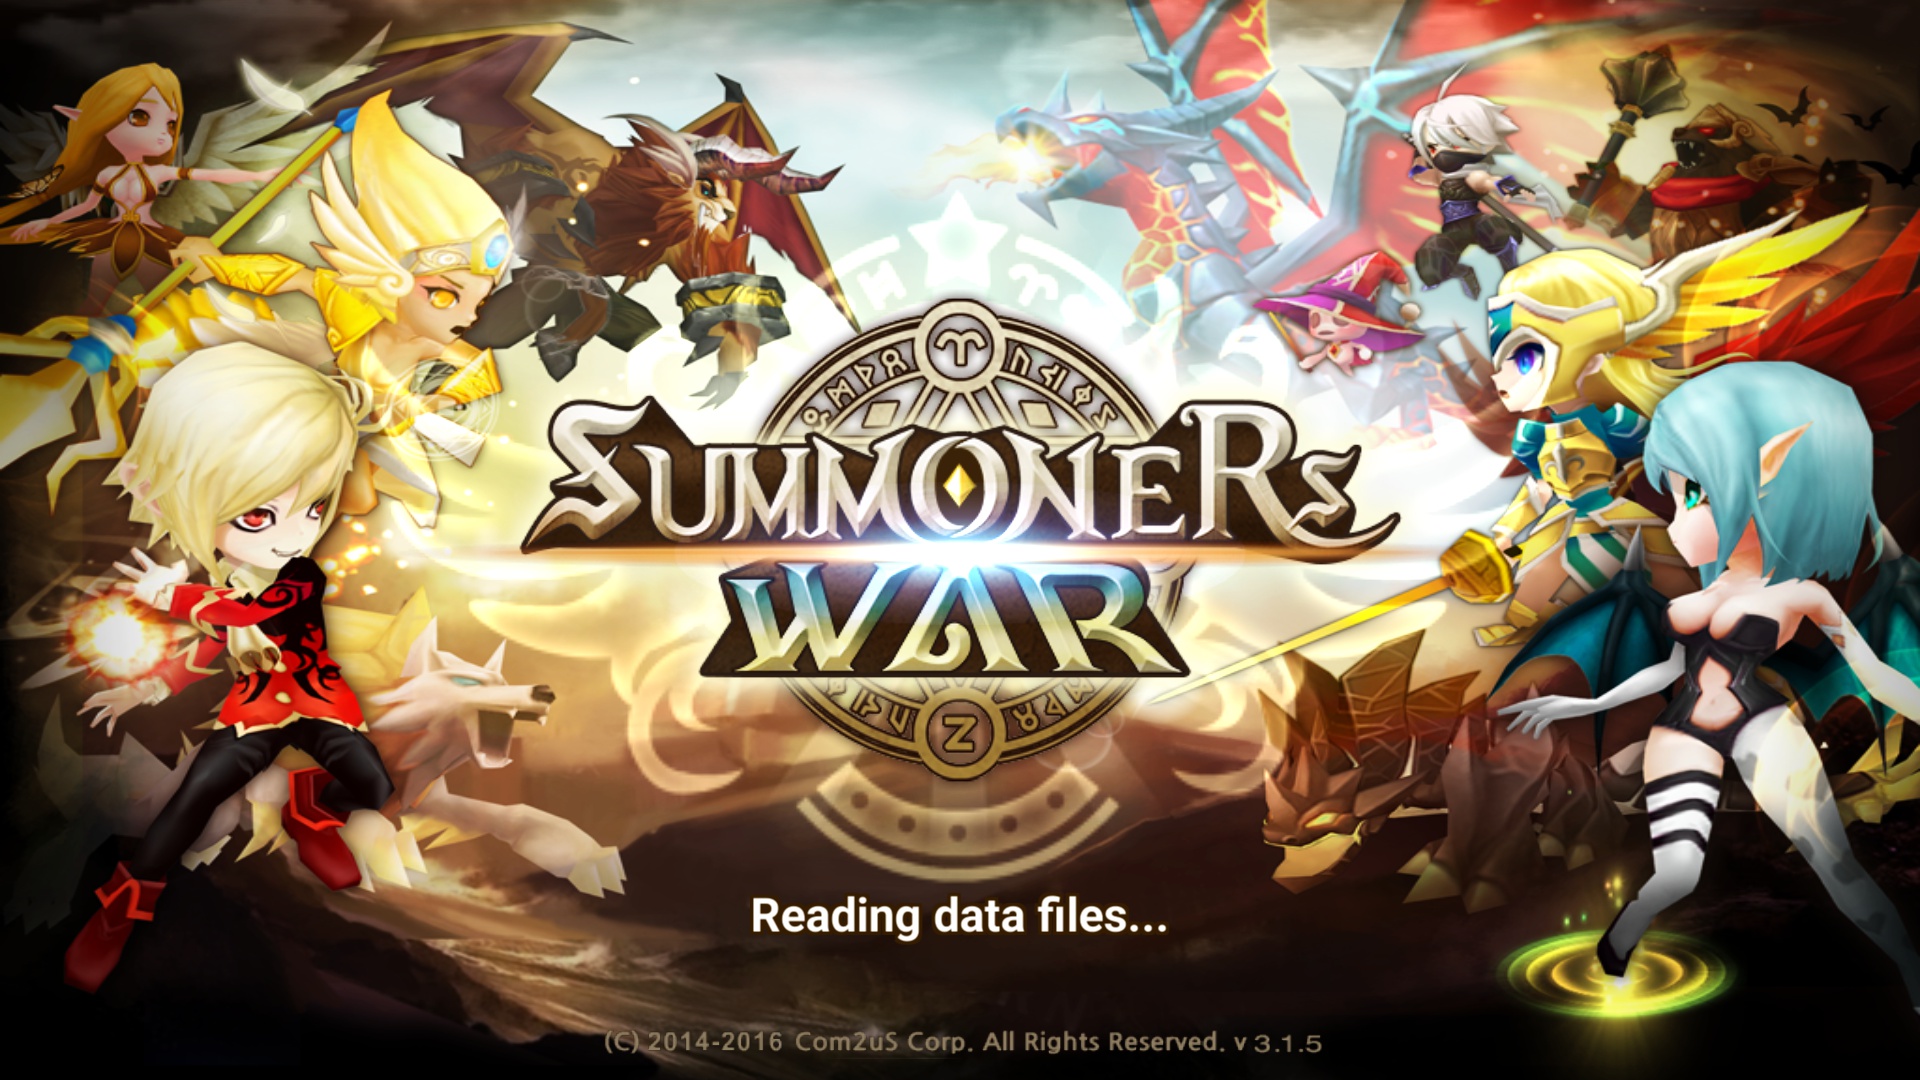 SUMMONERS
WAR
Reading data files...
(C) 2014-2016 Com2uS Corp. All Rights Reserved. v 3.1.5